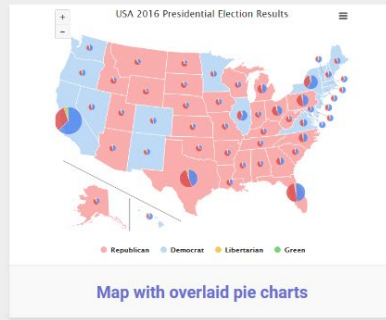 USA 2016 Presidential Election Results
+
−
Republican Democrat Libertarian Green
Map with overlaid pie charts